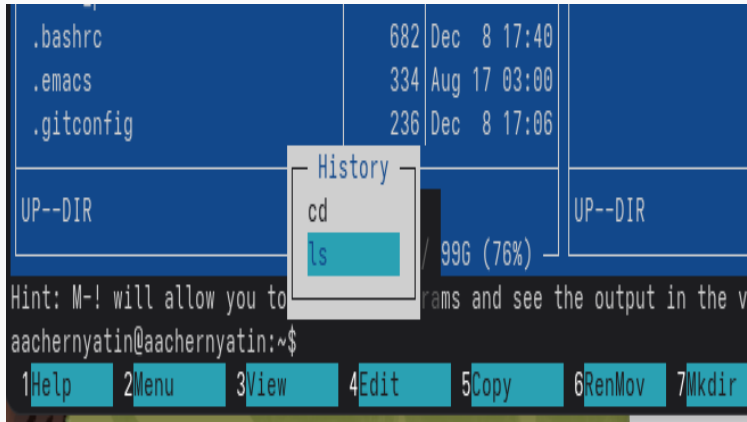 .bashrc 682 Dec 8 17:40
.emacs 334 Aug 17 03:00
.gitconfig 236 Dec 8 17:06
History
cd
ls
UP--DIR
/ 99G (76%)
UP--DIR
Hint: M-! will allow you to rams and see the output in the v
aachernyatin@aachernyatin:~$
1Help 2Menu 3View 4Edit 5Copy 6RenMov 7Mkdir